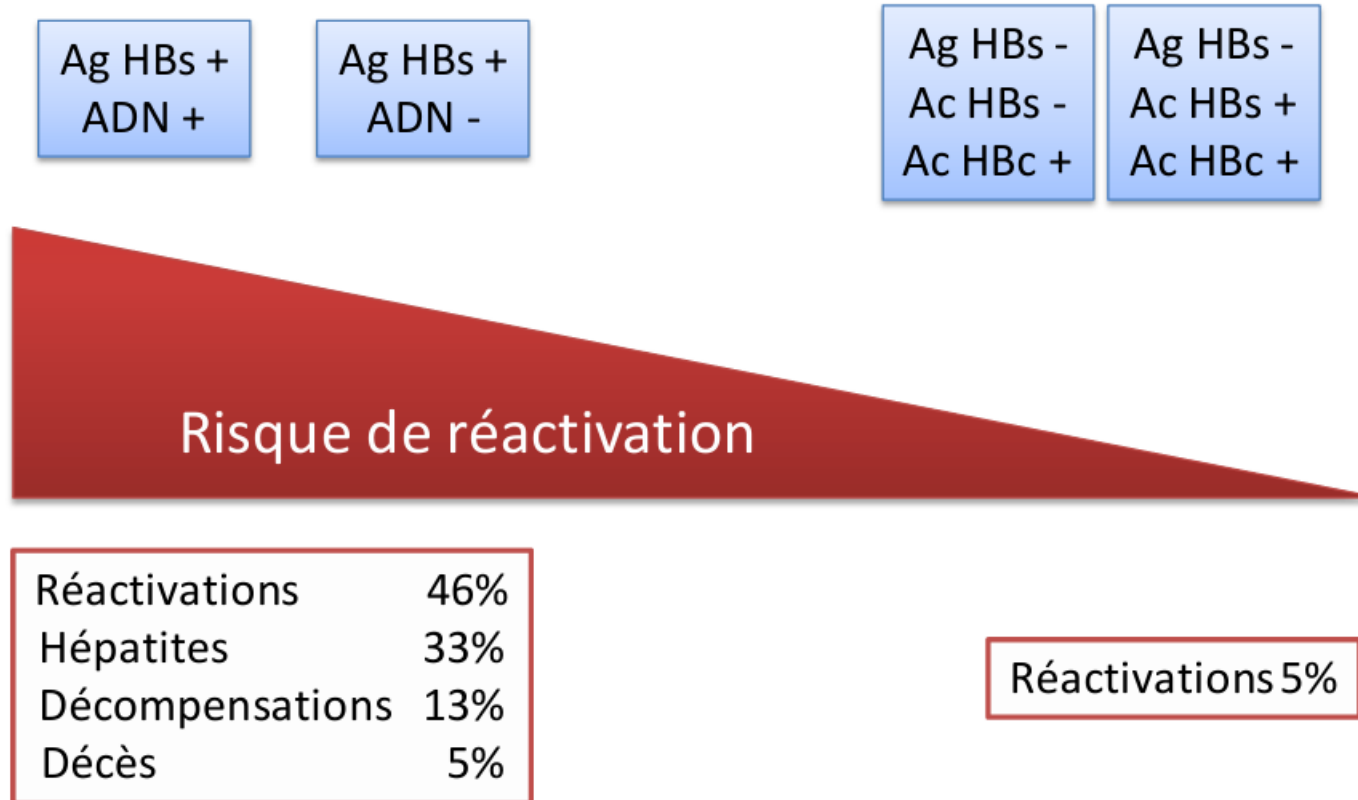 Ag HBs +
ADN +
Ag HBs +
ADN -
Ag HBs -
Ac HBs -
Ac HBc +
Ag HBs -
Ac HBs +
Ac HBc +
Risque de réactivation
Réactivations 46%
Hépatites 33%
Décompensations 13%
Décès 5%
Réactivations 5%